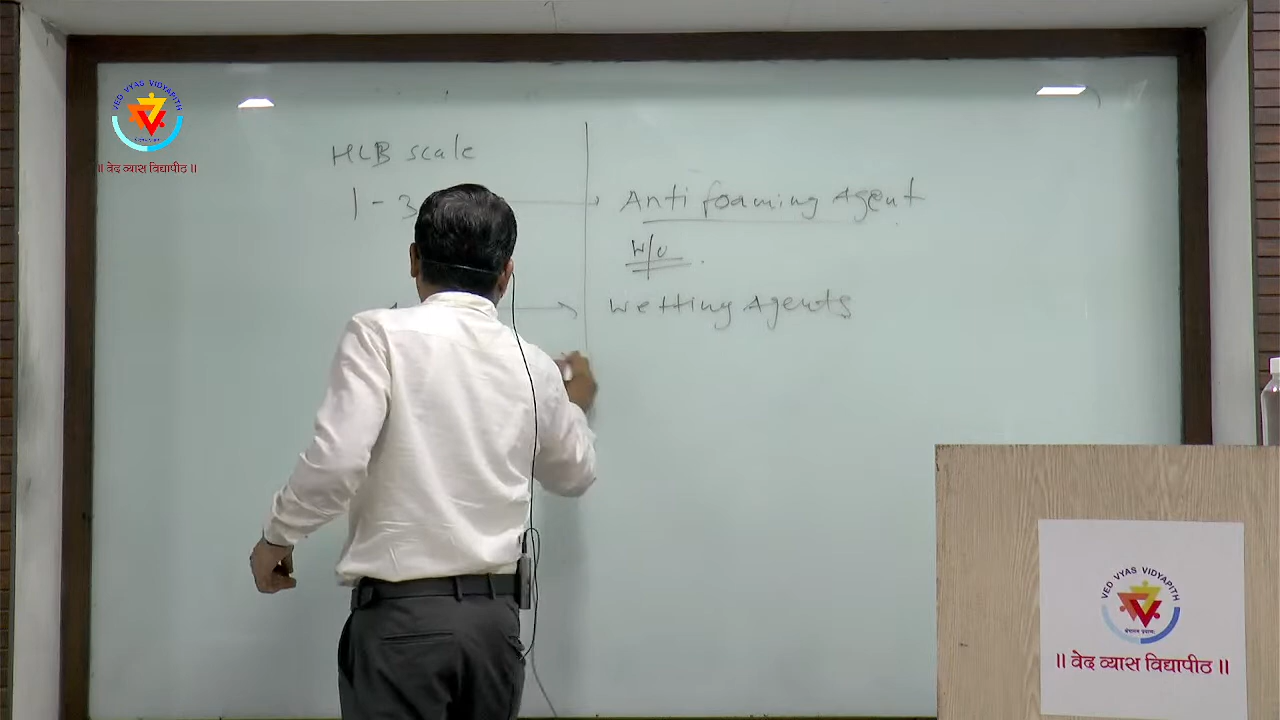 VED VYAS VIDYAPITH
|| वेद व्यास विद्यापीठ ||
HLB scale
1 - 3 Anti foaming Agent
W/O
Wetting Agents
VED VYAS VIDYAPITH
|| वेद व्यास विद्यापीठ ||